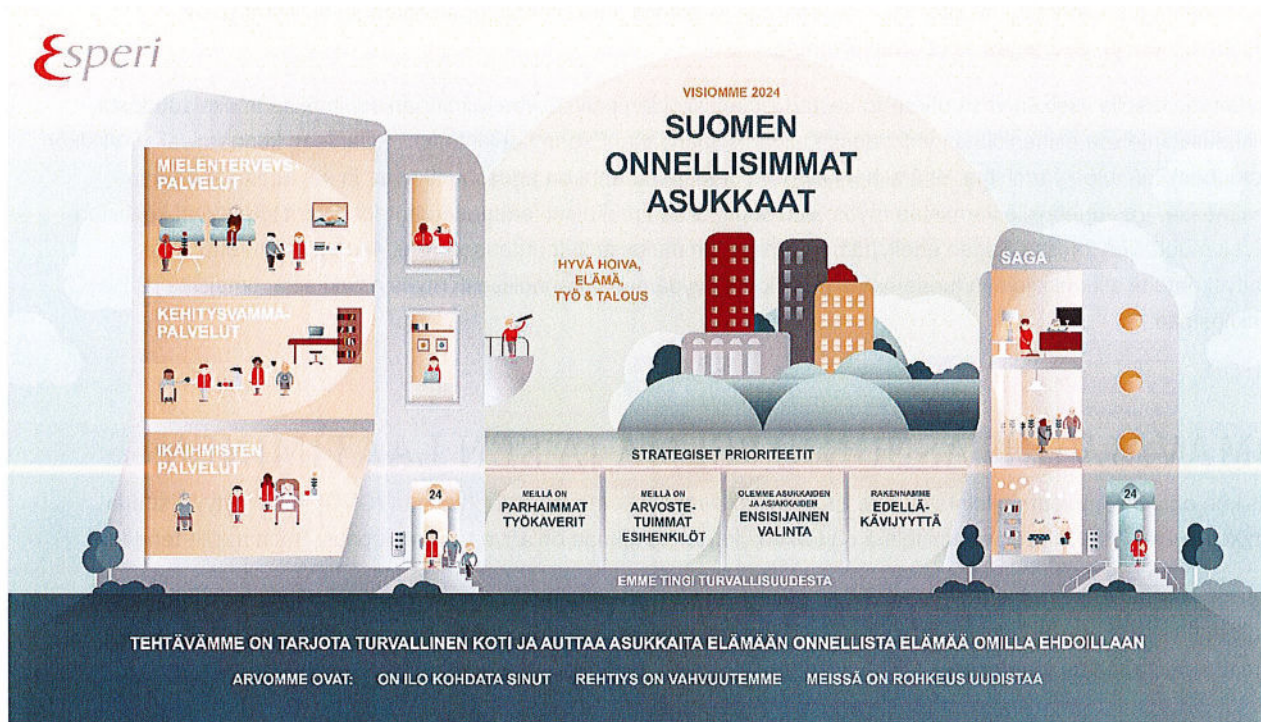 Esperi
VISIOMME 2024
SUOMEN
ONNELLISIMMAT
ASUKKAAT
HYVÄ HOIVA,
ELÄMÄ,
TYÖ & TALOUS
MIELENTERVEYS-
PALVELUT
KEHITYSVAMMA-
PALVELUT
IKÄIHMISTEN
PALVELUT
24
SAGA
24
STRATEGISET PRIORITEETIT
MEILLÄ ON
PARHAIMMAT
TYÖKAVERIT
MEILLÄ ON
ARVOSTE-
TUIMMAT
ESIHENKILÖT
OLEMME ASUKKAIDEN
JA ASIAKKAIDEN
ENSISIJAINEN
VALINTA
RAKENNAMME
EDELLÄ-
KÄVIJYYTTÄ
EMME TINGI TURVALLISUUDESTA
TEHTÄVÄMME ON TARJOTA TURVALLINEN KOTI JA AUTTAA ASUKKAITA ELÄMÄÄN ONNELLISTA ELÄMÄÄ OMILLA EHDOILLAAN
ARVOMME OVAT: ON ILO KOHDATA SINUT REHTIYS ON VAHVUUTEMME MEISSÄ ON ROHKEUS UUDISTAA